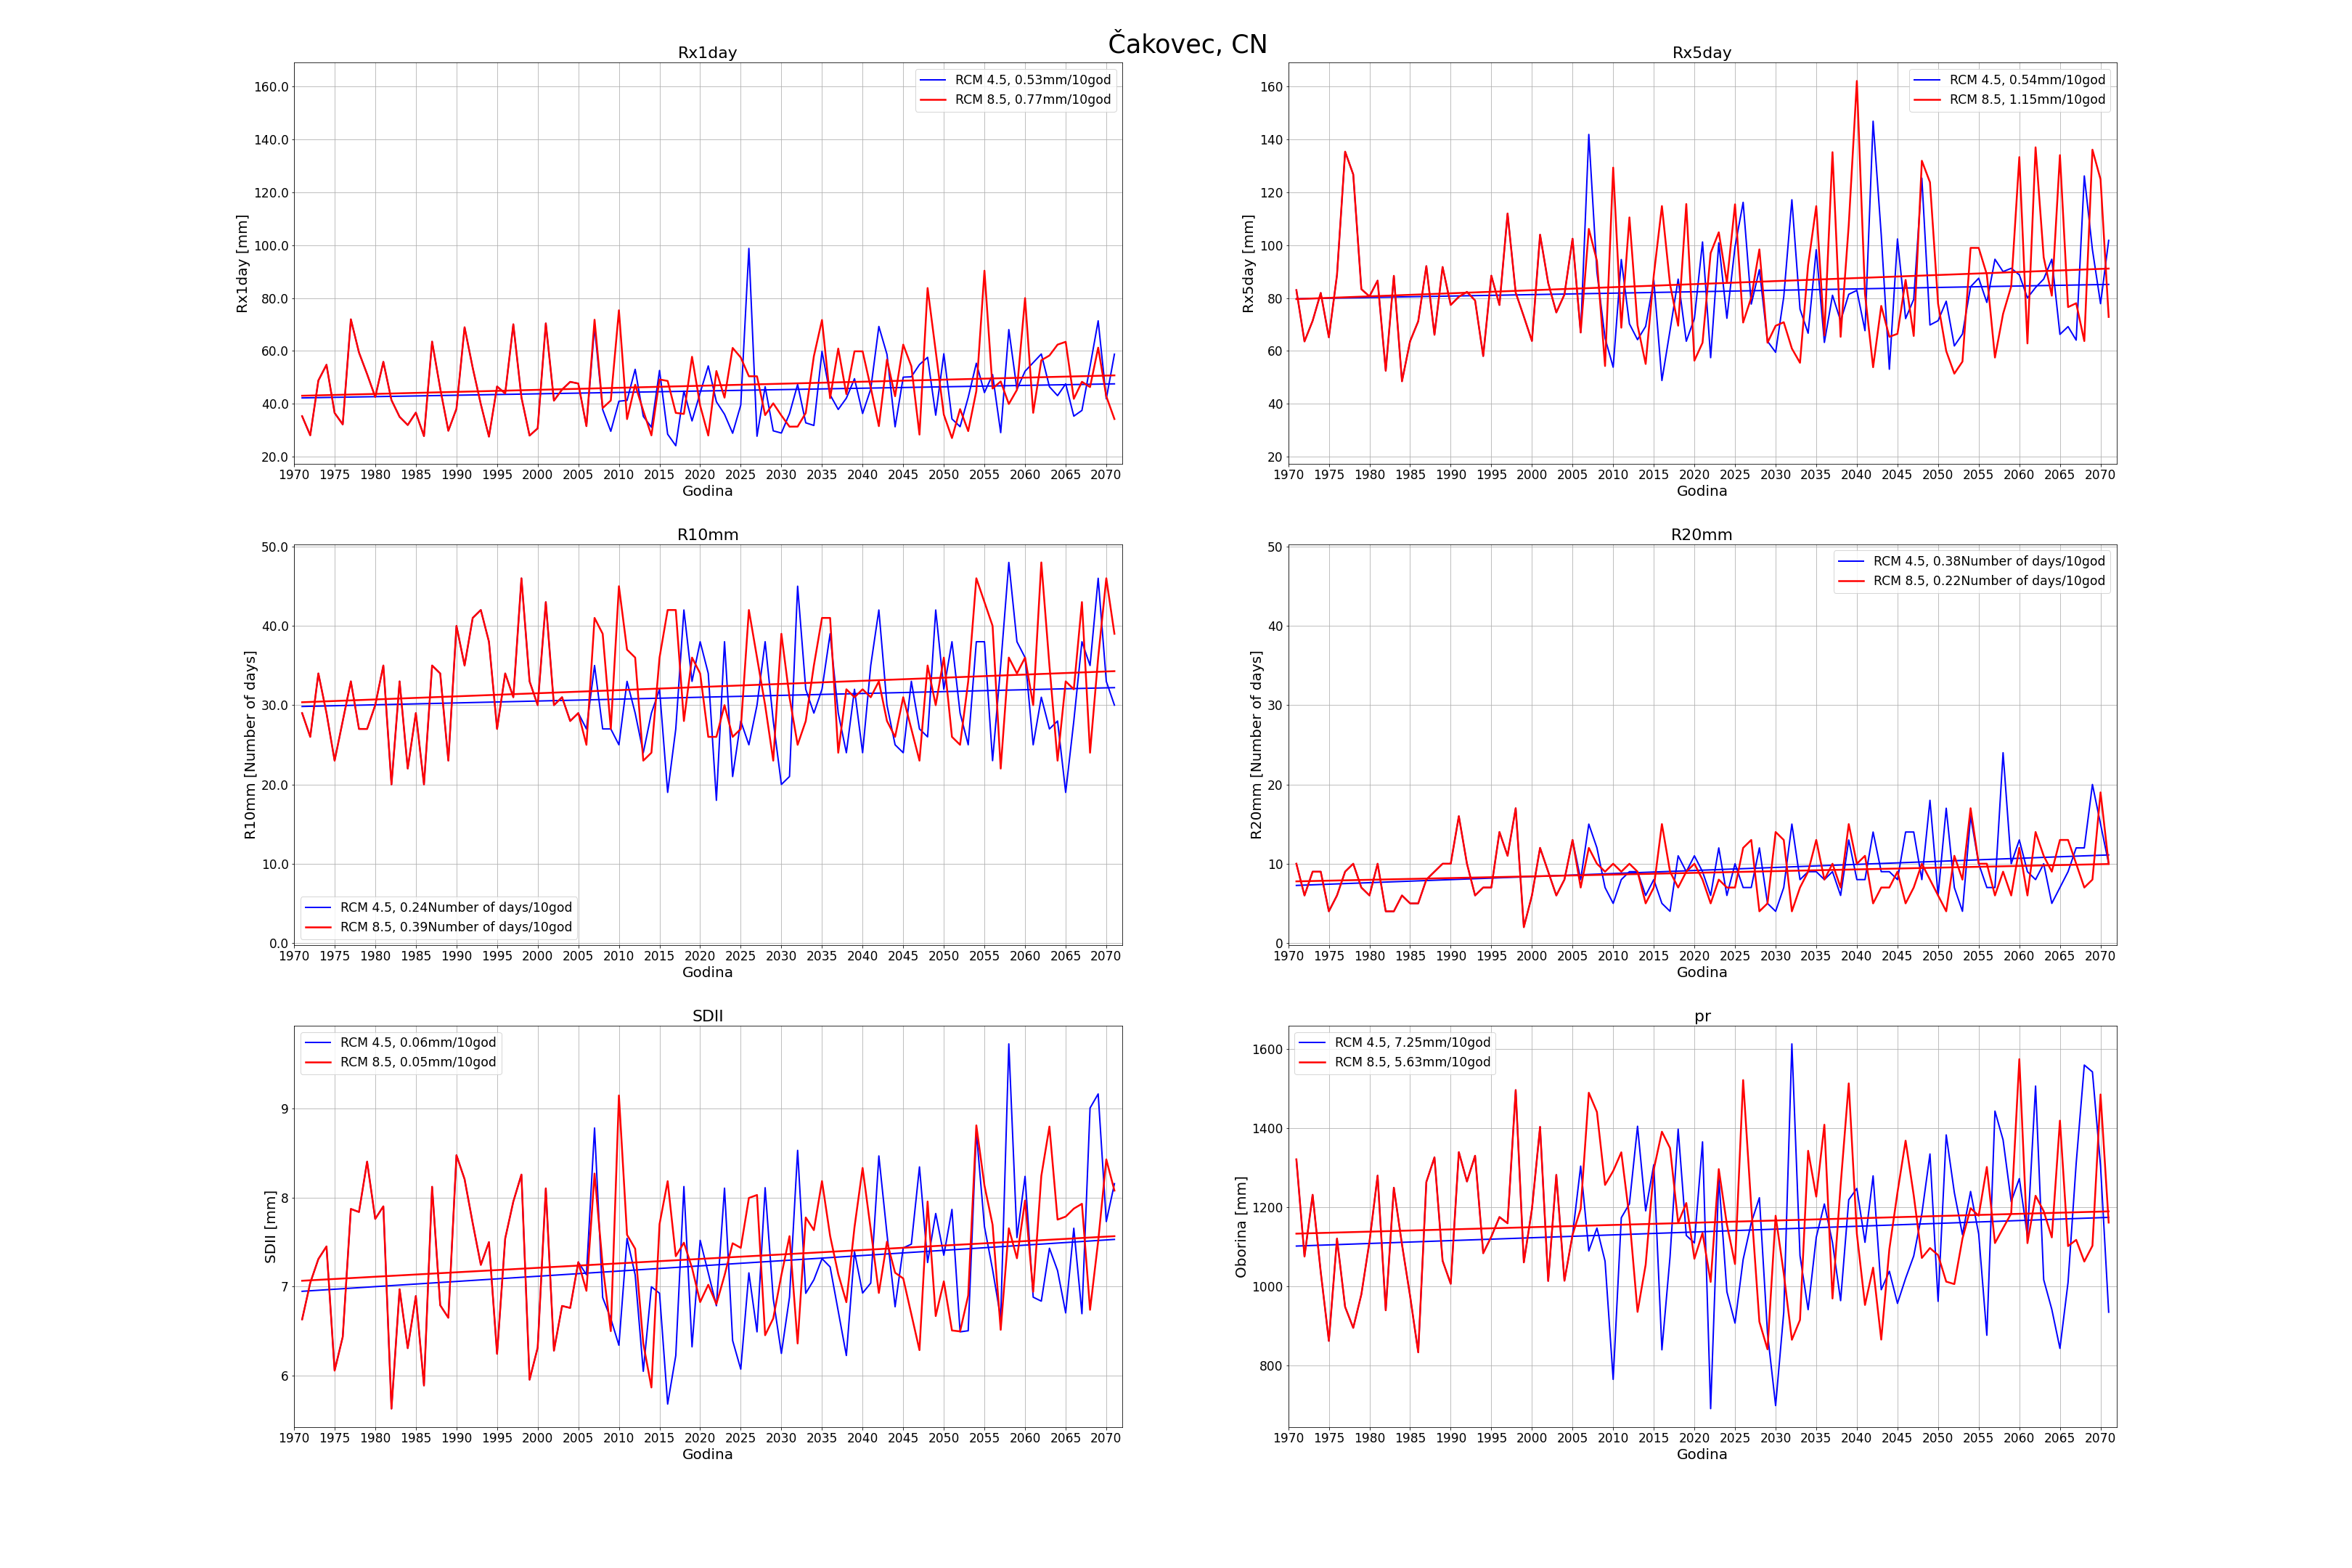 Čakovec, CN
Rx1day
160.0
140.0
120.0
100.0
80.0
60.0
40.0
20.0
Rx1day [mm]
RCM 4.5, 0.53mm/10god
RCM 8.5, 0.77mm/10god
1970 1975 1980 1985 1990 1995 2000 2005 2010 2015 2020 2025 2030 2035 2040 2045 2050 2055 2060 2065 2070
Godina
Rx5day
160
140
120
100
80
60
40
20
Rx5day [mm]
RCM 4.5, 0.54mm/10god
RCM 8.5, 1.15mm/10god
1970 1975 1980 1985 1990 1995 2000 2005 2010 2015 2020 2025 2030 2035 2040 2045 2050 2055 2060 2065 2070
Godina
R10mm
50.0
40.0
30.0
20.0
10.0
0.0
R10mm [Number of days]
RCM 4.5, 0.24Number of days/10god
RCM 8.5, 0.39Number of days/10god
1970 1975 1980 1985 1990 1995 2000 2005 2010 2015 2020 2025 2030 2035 2040 2045 2050 2055 2060 2065 2070
Godina
R20mm
50
40
30
20
10
0
R20mm [Number of days]
RCM 4.5, 0.38Number of days/10god
RCM 8.5, 0.22Number of days/10god
1970 1975 1980 1985 1990 1995 2000 2005 2010 2015 2020 2025 2030 2035 2040 2045 2050 2055 2060 2065 2070
Godina
SDII
9
8
7
6
SDII [mm]
RCM 4.5, 0.06mm/10god
RCM 8.5, 0.05mm/10god
1970 1975 1980 1985 1990 1995 2000 2005 2010 2015 2020 2025 2030 2035 2040 2045 2050 2055 2060 2065 2070
Godina
pr
1600
1400
1200
1000
800
Oborina [mm]
RCM 4.5, 7.25mm/10god
RCM 8.5, 5.63mm/10god
1970 1975 1980 1985 1990 1995 2000 2005 2010 2015 2020 2025 2030 2035 2040 2045 2050 2055 2060 2065 2070
Godina